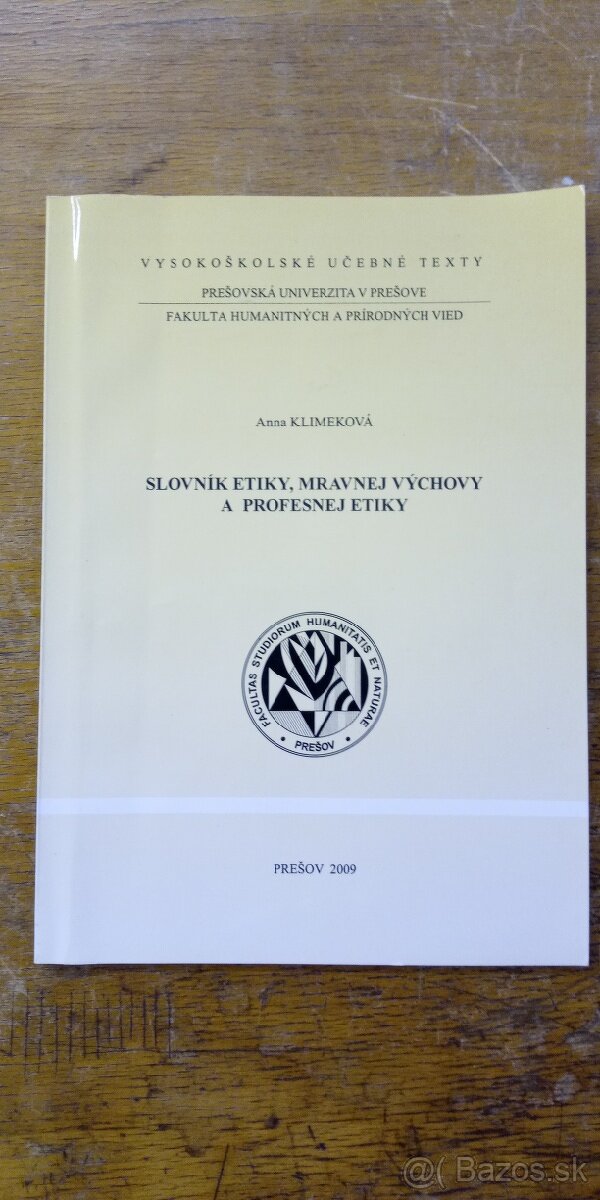 VYSOKOŠKOLSKÉ UČEBNÉ TEXTY
PREŠOVSKÁ UNIVERZITA V PREŠOVE
FAKULTA HUMANITNÝCH A PRÍRODNÝCH VIED
Anna KLIMEKOVÁ
SLOVNÍK ETIKY, MRAVNEJ VÝCHOVY
A PROFESNEJ ETIKY
FACULTAS STUDIORUM HUMANITATIS ET NATURAE
• PREŠOV •
PREŠOV 2009
@( Bazos.sk